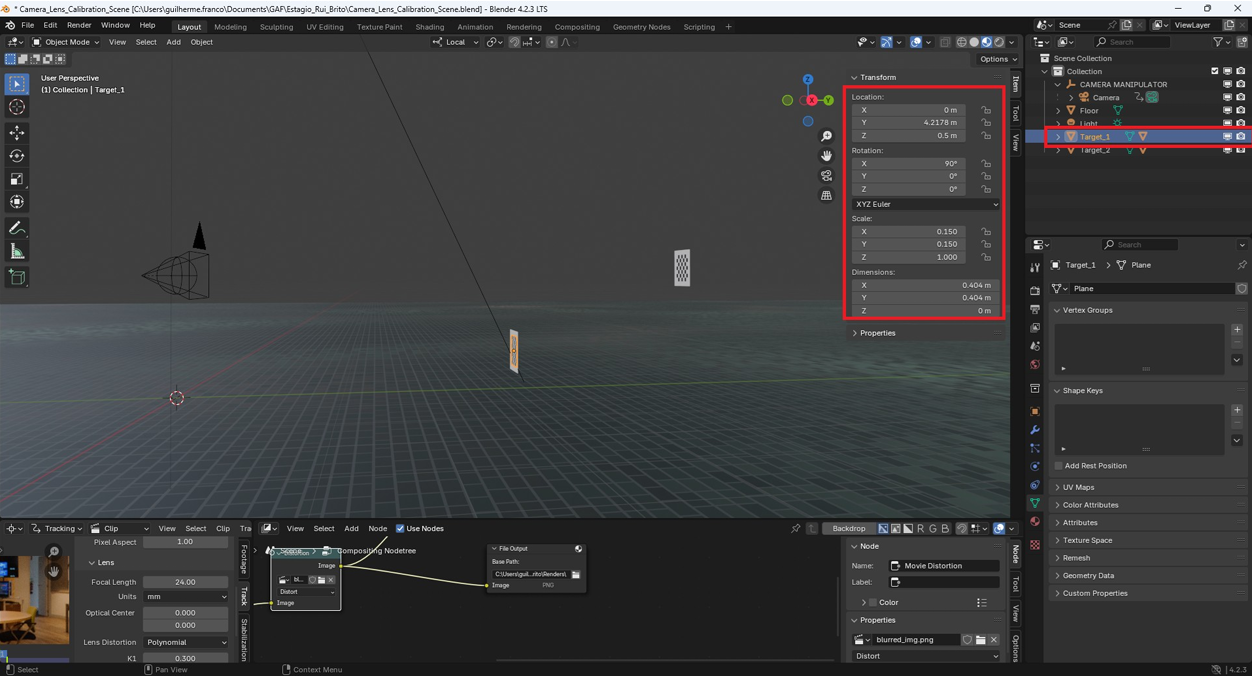 * Camera_Lens_Calibration_Scene [C:\Users\guilherme.franco\Documents\GAF\Estagio_Rui_Brito\Camera_Lens_Calibration_Scene.blend] - Blender 4.2.3 LTS
File Edit Render Window Help Layout Modeling Sculpting UV Editing Texture Paint Shading Animation Rendering Compositing Geometry Nodes Scripting + Scene ViewLayer
Object Mode View Select Add Object Local Search
Options
User Perspective
(1) Collection | Target_1
Z
X Y
Transform
Location:
X 0 m
Y 4.2178 m
Z 0.5 m
Rotation:
X 90°
Y 0°
Z 0°
XYZ Euler
Scale:
X 0.150
Y 0.150
Z 1.000
Dimensions:
X 0.404 m
Y 0.404 m
Z 0 m
Properties
Item
Tool
View
Scene Collection
Collection
CAMERA MANIPULATOR
Camera
Floor
Light
Target_1
Target_2
Search
Target_1 > Plane
Plane
Vertex Groups
Shape Keys
Add Rest Position
UV Maps
Color Attributes
Attributes
Texture Space
Remesh
Geometry Data
Custom Properties
Tracking Clip View Select Clip Tra
Pixel Aspect 1.00
Lens
Focal Length 24.00
Units mm
Optical Center 0.000
0.000
Lens Distortion Polynomial
K1 0.300
Footage
Track
Stabilization
View Select Add Node Use Nodes Backdrop R G B
Scene > Compositing Nodetree
Image
bl...
Distort
Image
File Output
Base Path:
C:\Users\guil...rito\Renders\
Image PNG
Node
Name: Movie Distortion
Label:
Color
Properties
blurred_img.png
Distort
Node
Tool
View
Options
Select Pan View Context Menu 4.2.3